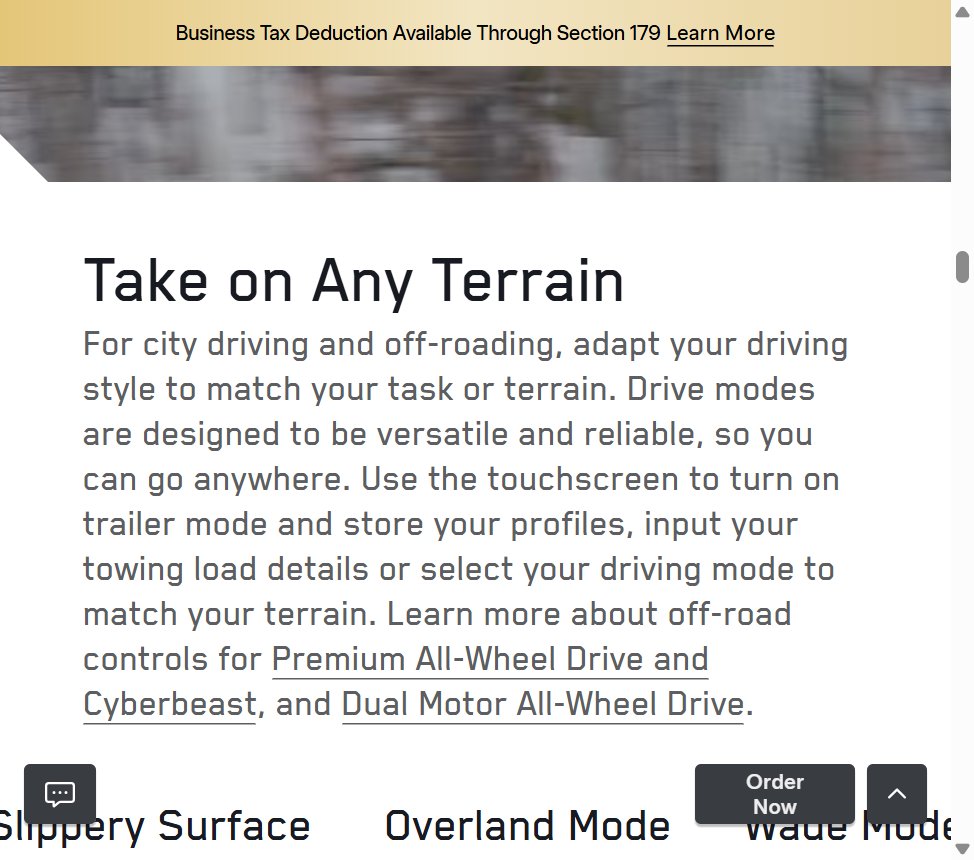 Business Tax Deduction Available Through Section 179 Learn More
Take on Any Terrain
For city driving and off-roading, adapt your driving
style to match your task or terrain. Drive modes
are designed to be versatile and reliable, so you
can go anywhere. Use the touchscreen to turn on
trailer mode and store your profiles, input your
towing load details or select your driving mode to
match your terrain. Learn more about off-road
controls for Premium All-Wheel Drive and
Cyberbeast, and Dual Motor All-Wheel Drive.
Order
Now
Slippery Surface
Overland Mode
Wade Mode